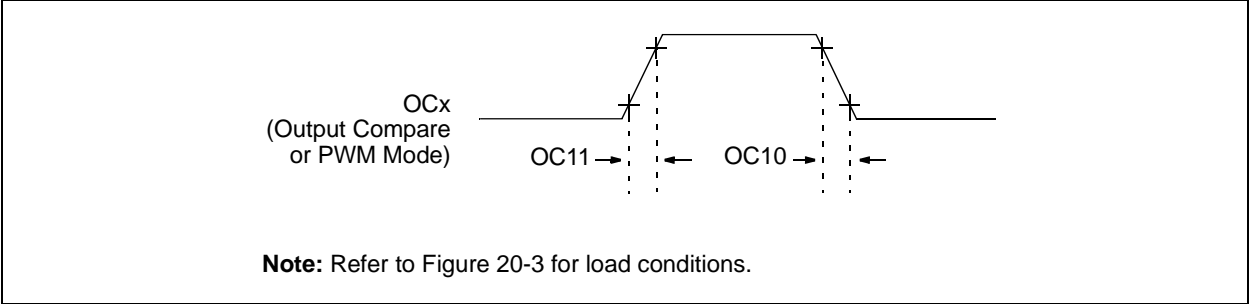 OCx
(Output Compare
or PWM Mode)
OC11
OC10
Note: Refer to Figure 20-3 for load conditions.